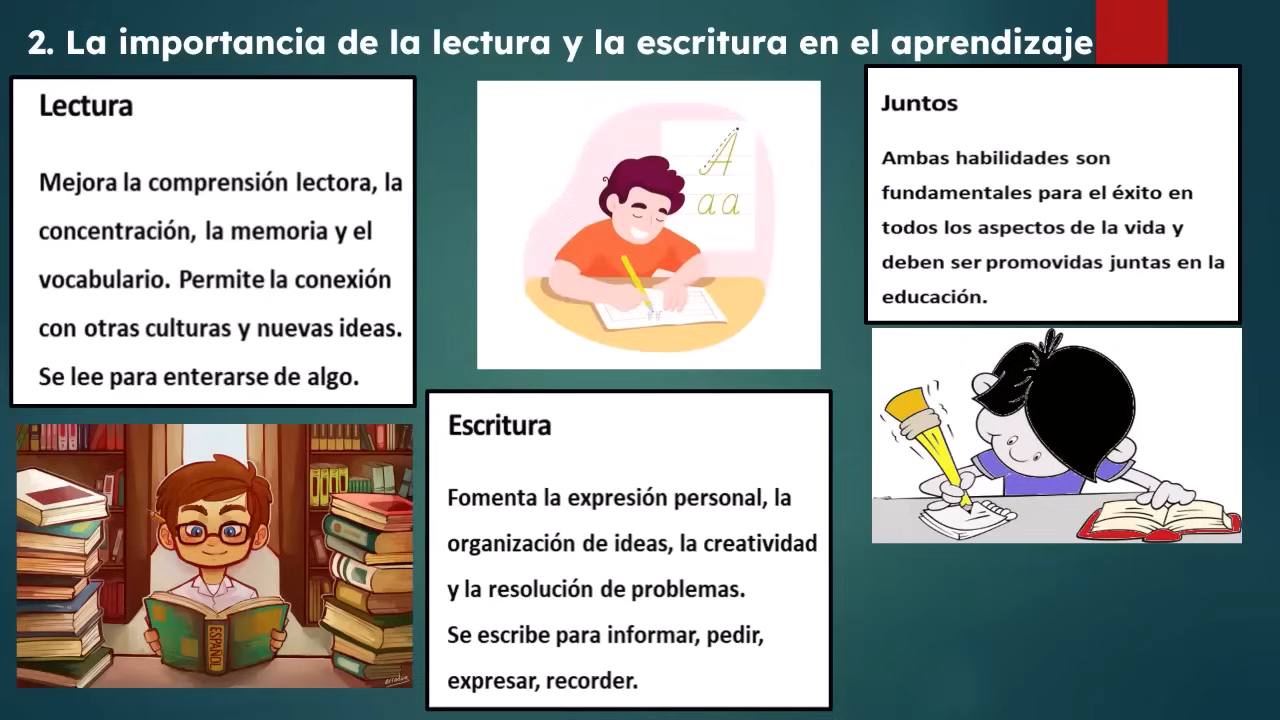 2. La importancia de la lectura y la escritura en el aprendizaje
Lectura
Mejora la comprensión lectora, la
concentración, la memoria y el
vocabulario. Permite la conexión
con otras culturas y nuevas ideas.
Se lee para enterarse de algo.
A
a a
Escritura
Fomenta la expresión personal, la
organización de ideas, la creatividad
y la resolución de problemas.
Se escribe para informar, pedir,
expresar, recorder.
Juntos
Ambas habilidades son
fundamentales para el éxito en
todos los aspectos de la vida y
deben ser promovidas juntas en la
educación.
ESPAÑOL